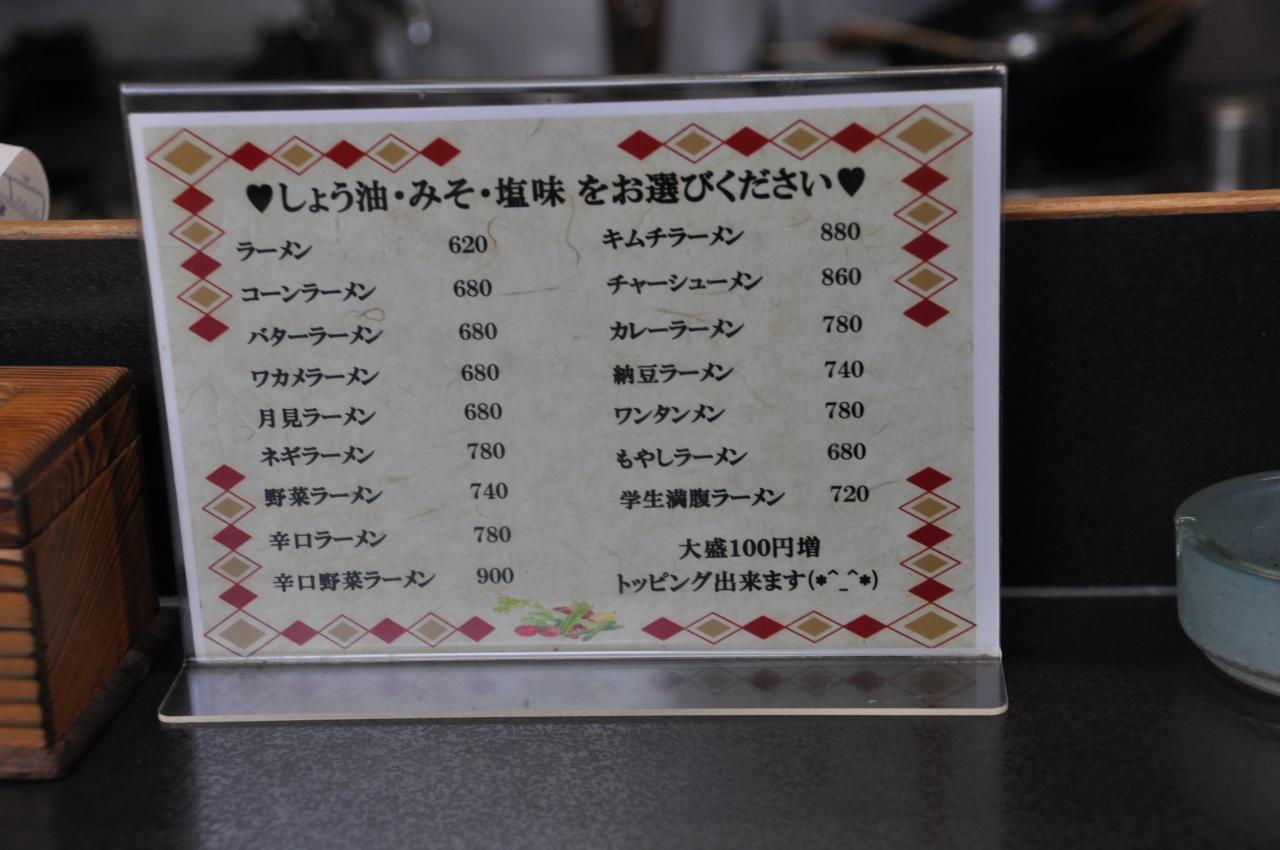 ♥しょう油・みそ・塩味 をお選びください♥
ラーメン 620
コーンラーメン 680
バターラーメン 680
ワカメラーメン 680
月見ラーメン 680
ネギラーメン 780
野菜ラーメン 740
辛口ラーメン 780
辛口野菜ラーメン 900
キムチラーメン 880
チャーシューメン 860
カレーラーメン 780
納豆ラーメン 740
ワンタンメン 780
もやしラーメン 680
学生満腹ラーメン 720
大盛100円増
トッピング出来ます(*^_^*)